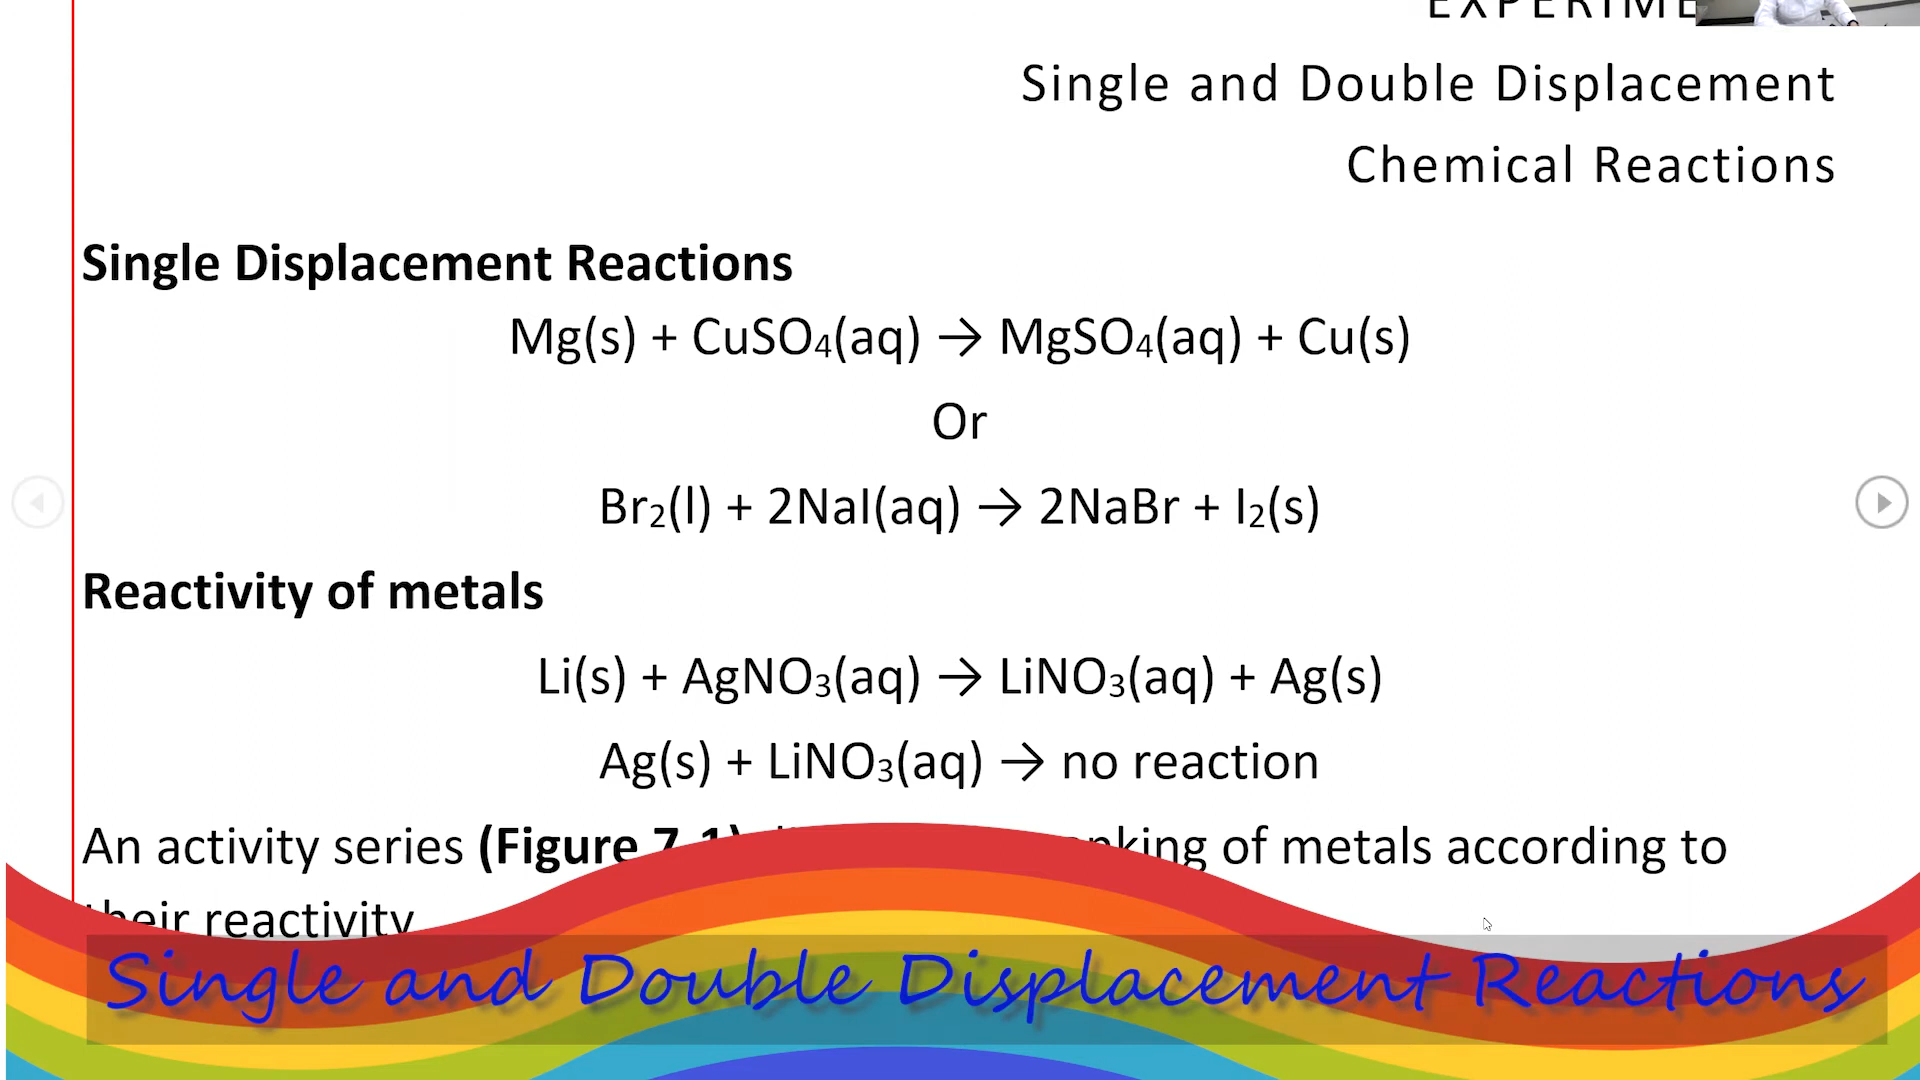 Single and Double Displacement
Chemical Reactions
Single Displacement Reactions
Mg(s) + CuSO₄(aq) → MgSO₄(aq) + Cu(s)
Or
Br₂(l) + 2NaI(aq) → 2NaBr + I₂(s)
Reactivity of metals
Li(s) + AgNO₃(aq) → LiNO₃(aq) + Ag(s)
Ag(s) + LiNO₃(aq) → no reaction
An activity series (Figure 7-1) of metals according to
their reactivity
Single and Double Displacement Reactions